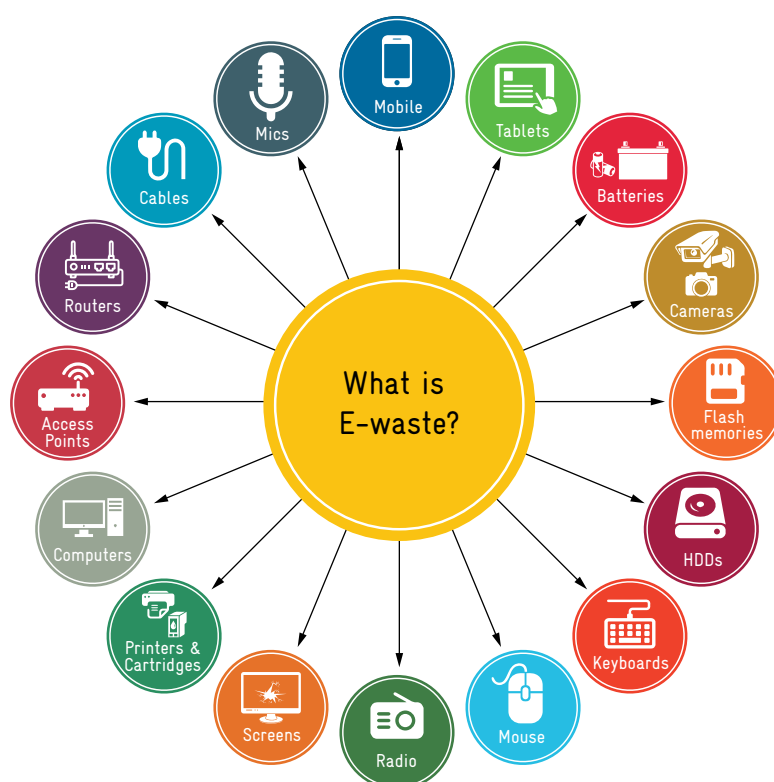 What is
E-waste?
Mobile
Tablets
Batteries
Cameras
Flash
memories
HDDs
Keyboards
Mouse
Radio
Screens
Printers &
Cartridges
Computers
Access
Points
Routers
Cables
Mics